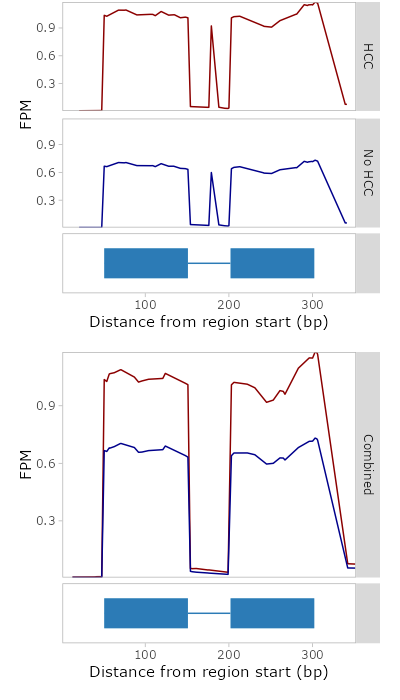 0.9
0.6
0.3
HCC
FPM
0.9
0.6
0.3
No HCC
100 200 300
Distance from region start (bp)
0.9
0.6
0.3
FPM
Combined
100 200 300
Distance from region start (bp)